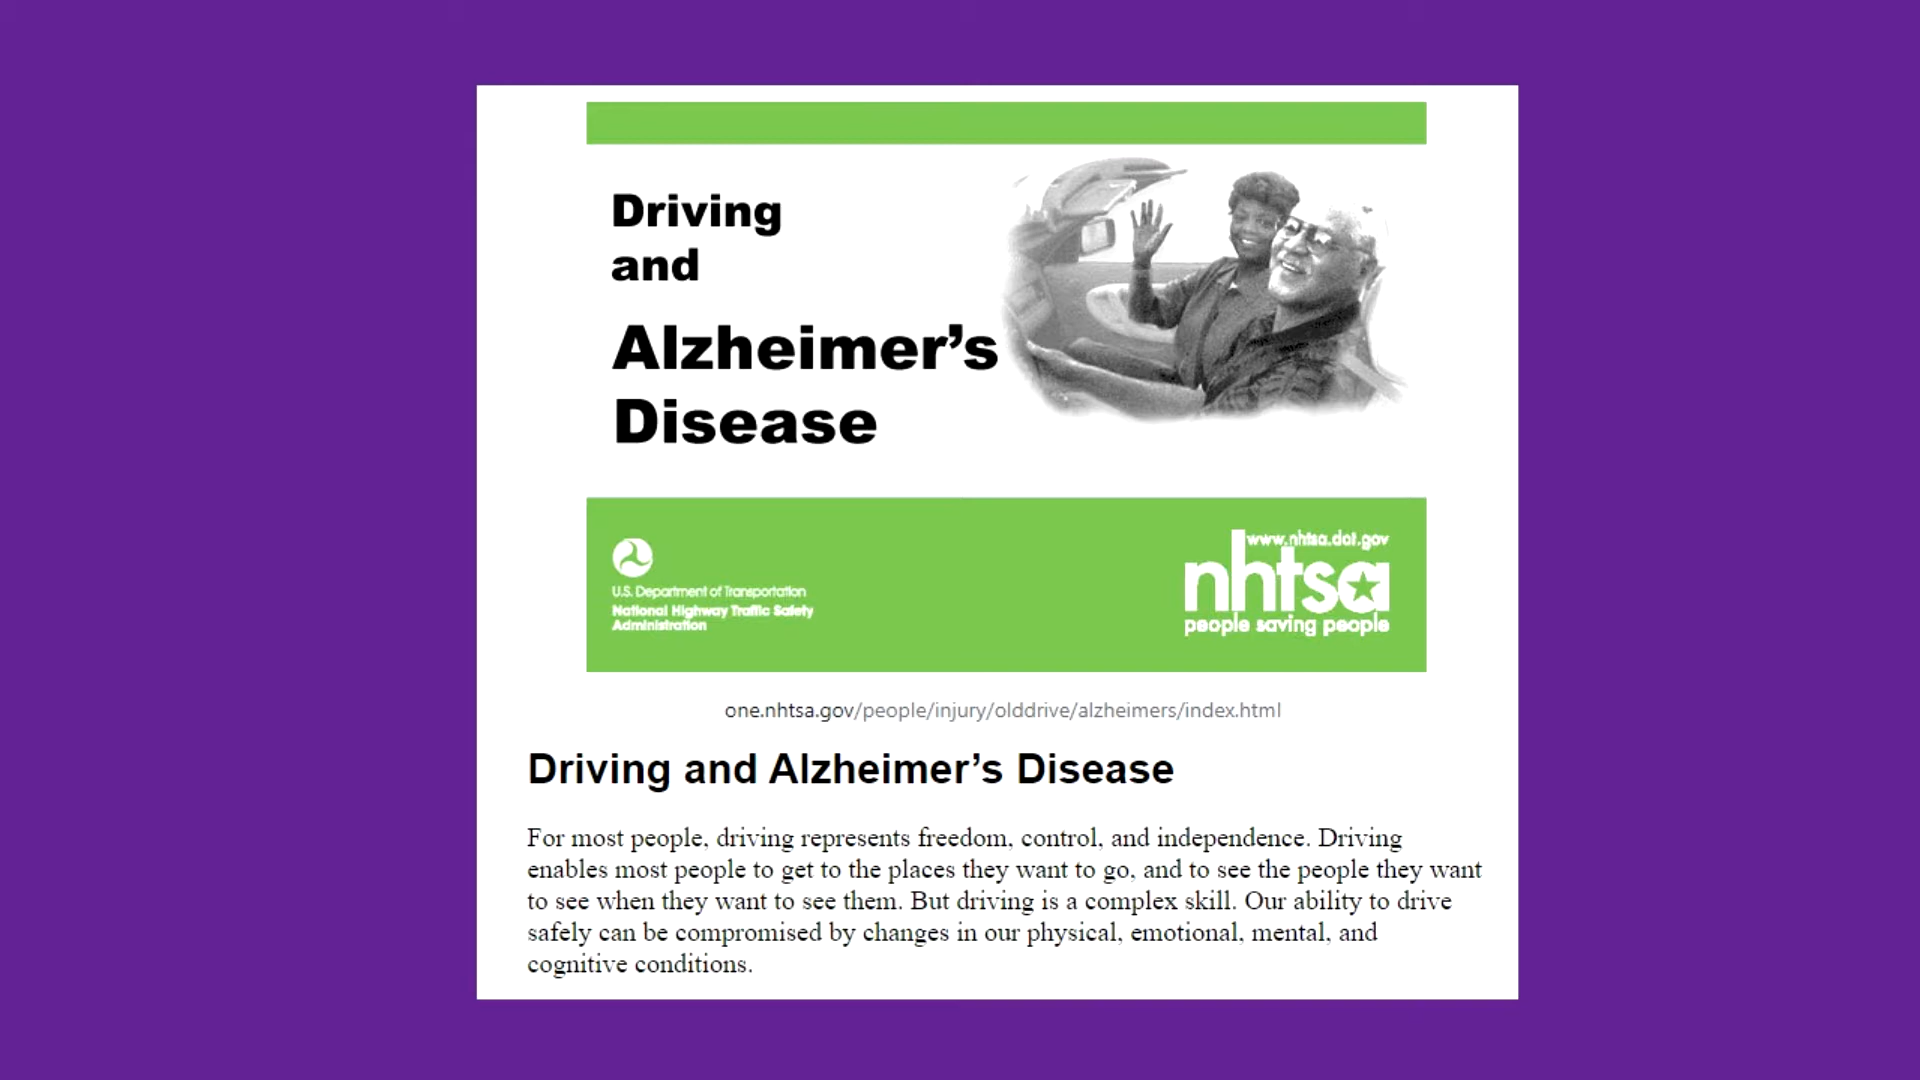 Driving
and
Alzheimer’s
Disease
U.S. Department of Transportation
National Highway Traffic Safety
Administration
www.nhtsa.dot.gov
nhtsa
people saving people
one.nhtsa.gov/people/injury/olddrive/alzheimers/index.html
Driving and Alzheimer’s Disease
For most people, driving represents freedom, control, and independence. Driving
enables most people to get to the places they want to go, and to see the people they want
to see when they want to see them. But driving is a complex skill. Our ability to drive
safely can be compromised by changes in our physical, emotional, mental, and
cognitive conditions.